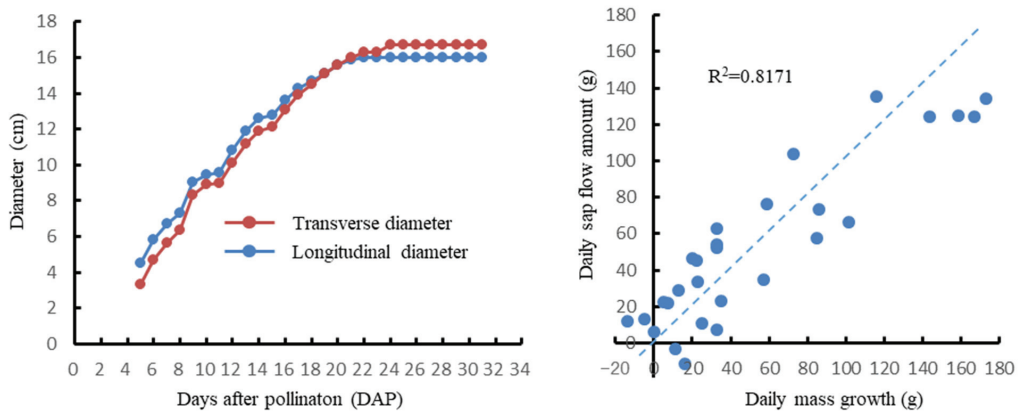 18
16
14
12
10
8
6
4
2
0
Diameter (cm)
Transverse diameter
Longitudinal diameter
0 2 4 6 8 10 12 14 16 18 20 22 24 26 28 30 32 34
Days after pollinaton (DAP)
180
160
140
120
100
80
60
40
20
0
Daily sap flow amount (g)
R²=0.8171
−20 0 20 40 60 80 100 120 140 160 180
Daily mass growth (g)